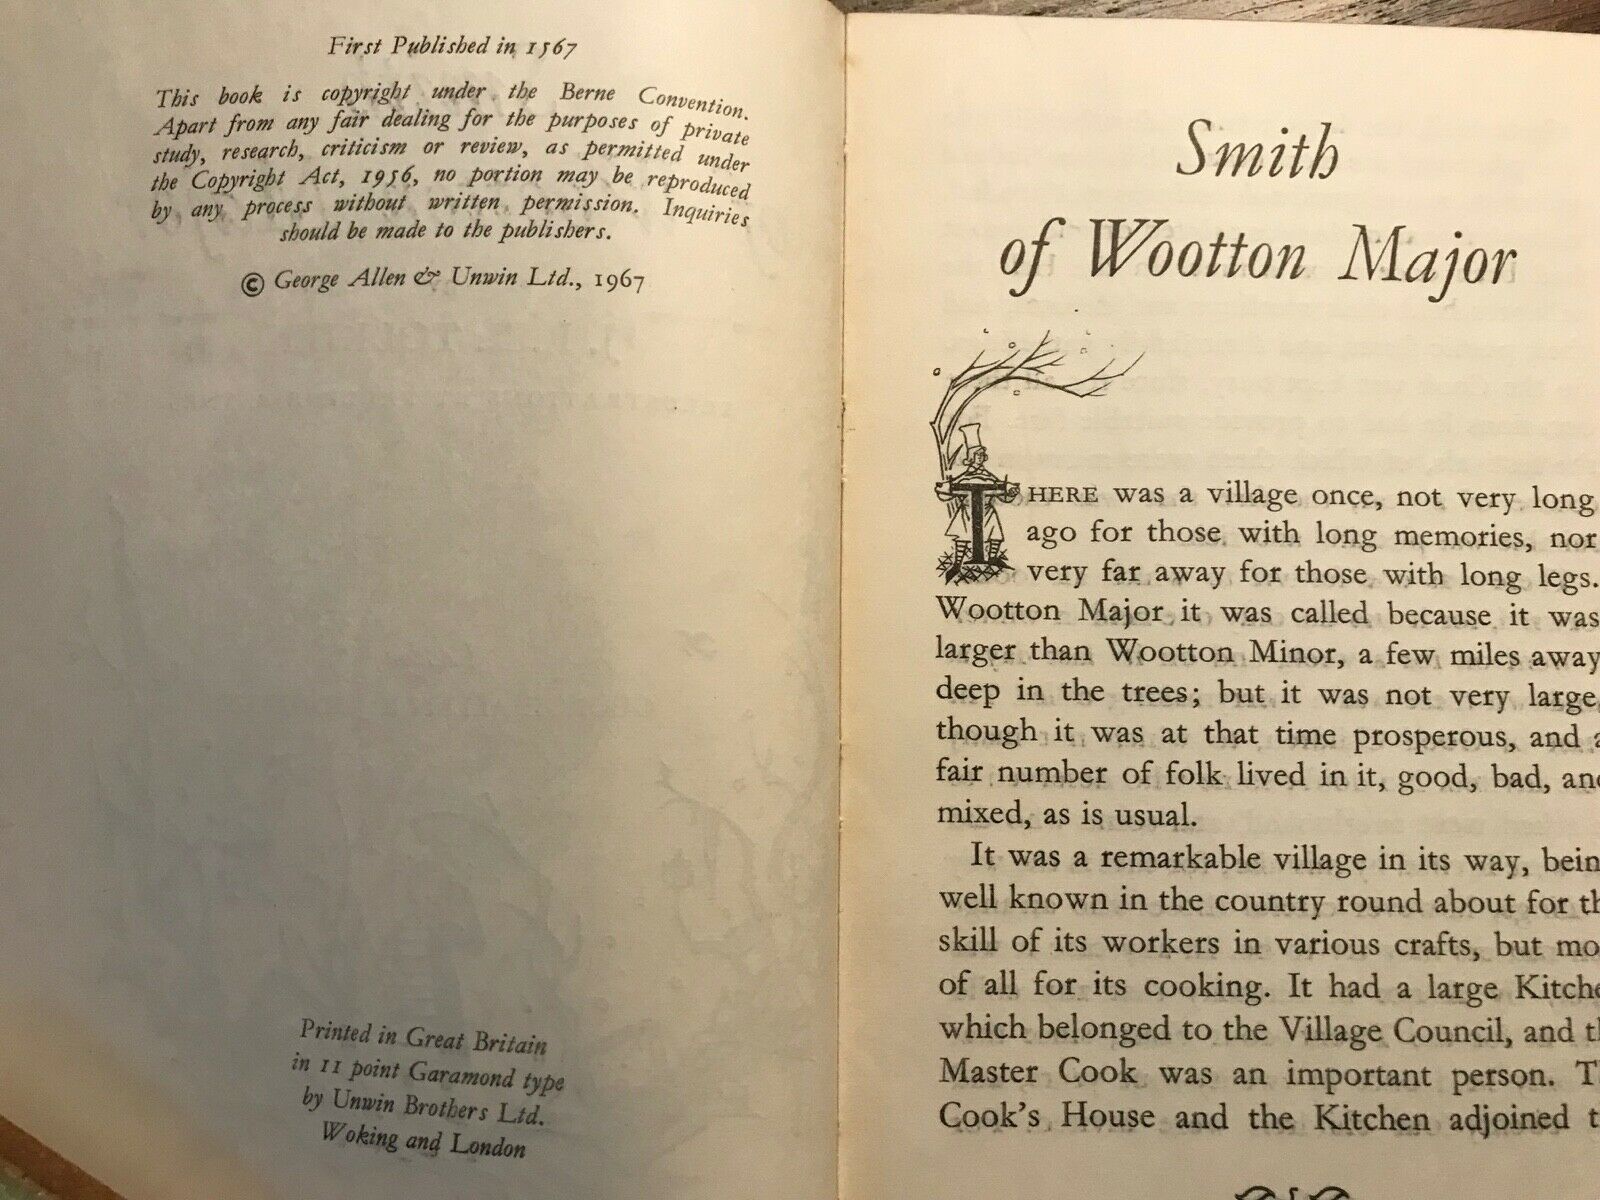 First Published in 1567
This book is copyright under the Berne Convention.
Apart from any fair dealing for the purposes of private
study, research, criticism or review, as permitted under
the Copyright Act, 1956, no portion may be reproduced
by any process without written permission. Inquiries
should be made to the publishers.
© George Allen & Unwin Ltd., 1967
Printed in Great Britain
in 11 point Garamond type
by Unwin Brothers Ltd.
Woking and London
Smith
of Wootton Major
THERE was a village once, not very long
ago for those with long memories, nor
very far away for those with long legs.
Wootton Major it was called because it was
larger than Wootton Minor, a few miles away
deep in the trees; but it was not very large,
though it was at that time prosperous, and a
fair number of folk lived in it, good, bad, and
mixed, as is usual.
It was a remarkable village in its way, bein
well known in the country round about for th
skill of its workers in various crafts, but mo
of all for its cooking. It had a large Kitche
which belonged to the Village Council, and th
Master Cook was an important person. T
Cook's House and the Kitchen adjoined t